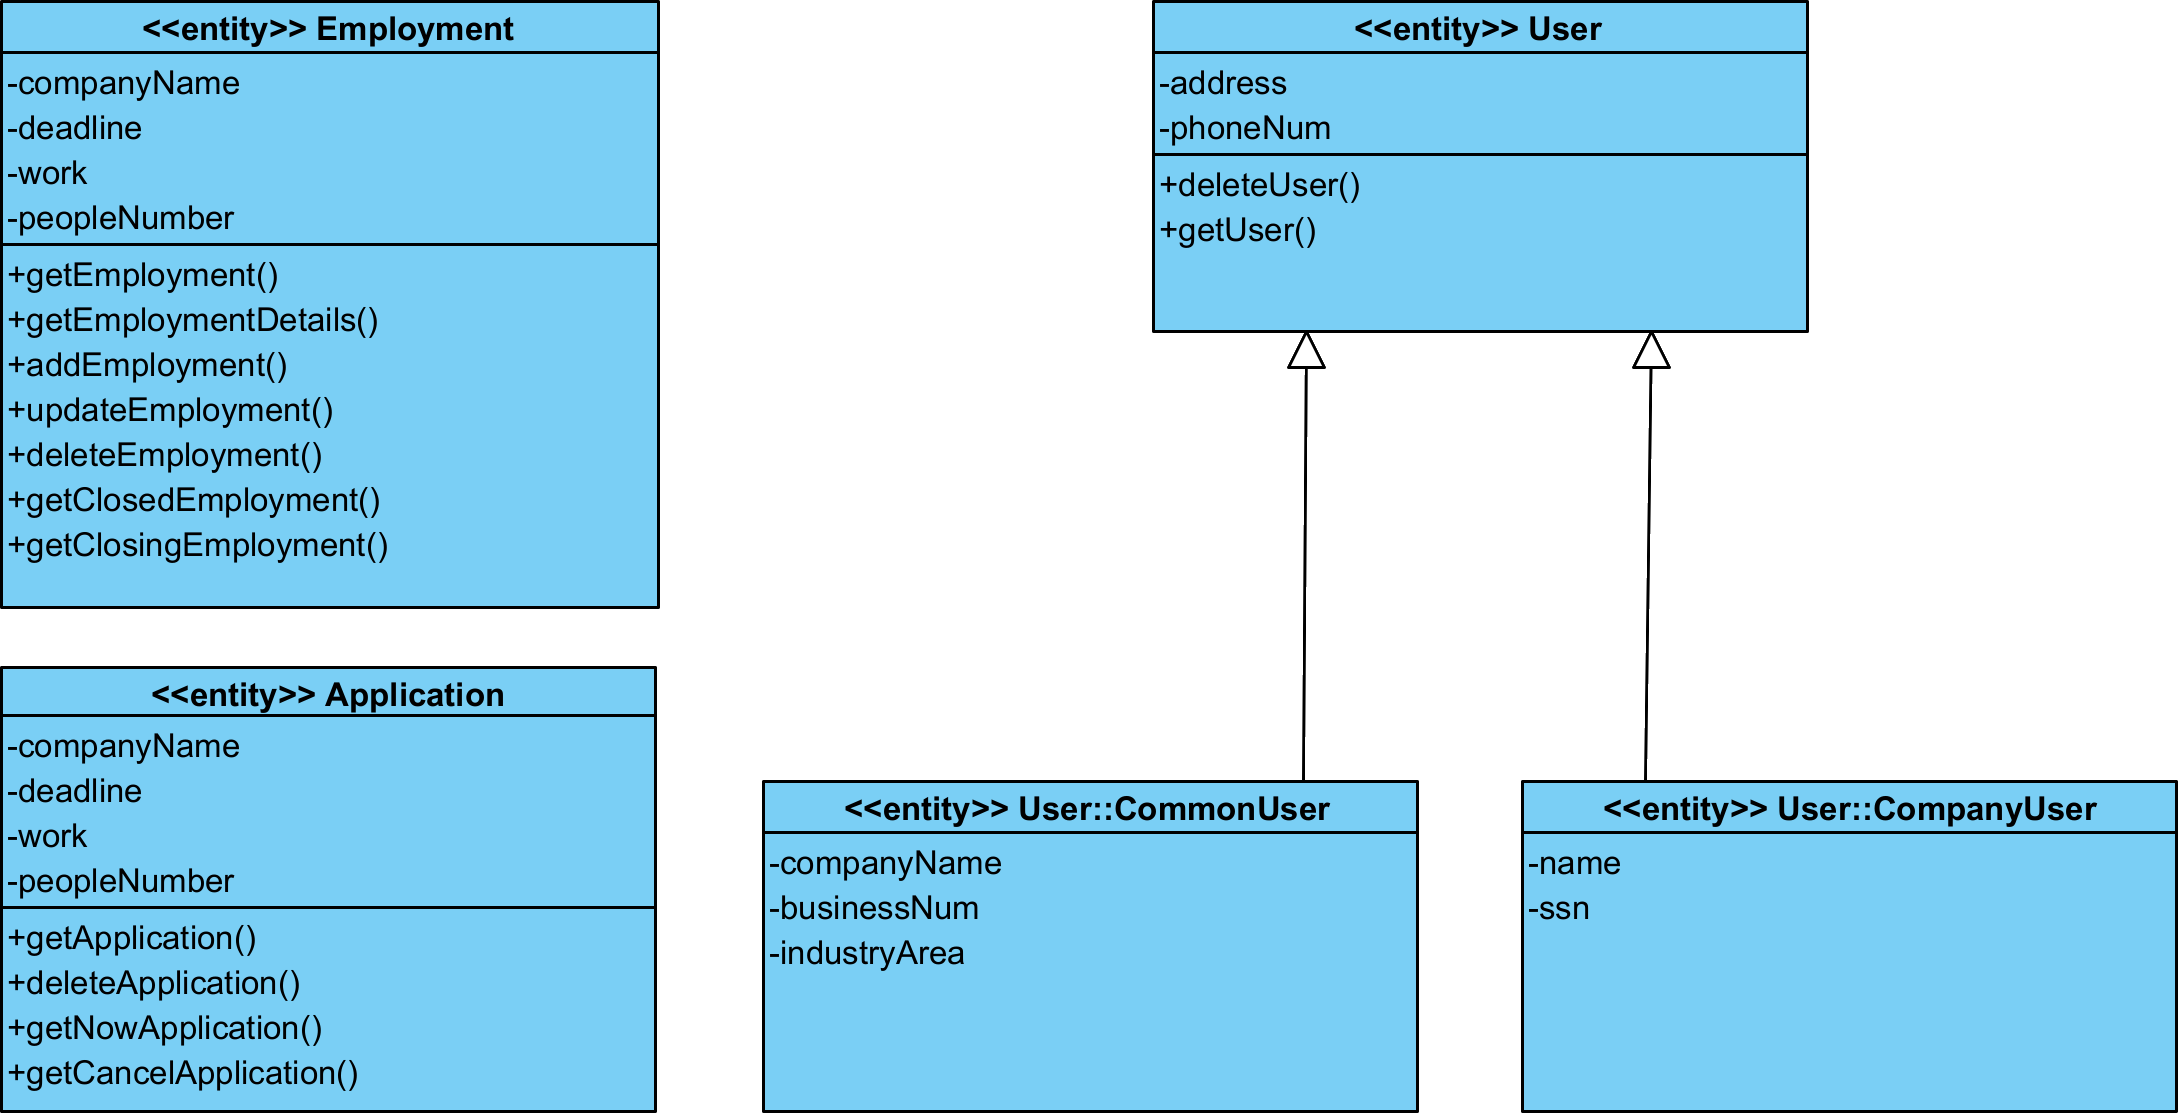 <<entity>> Employment
-companyName
-deadline
-work
-peopleNumber
+getEmployment()
+getEmploymentDetails()
+addEmployment()
+updateEmployment()
+deleteEmployment()
+getClosedEmployment()
+getClosingEmployment()
<<entity>> User
-address
-phoneNum
+deleteUser()
+getUser()
<<entity>> Application
-companyName
-deadline
-work
-peopleNumber
+getApplication()
+deleteApplication()
+getNowApplication()
+getCancelApplication()
<<entity>> User::CommonUser
-companyName
-businessNum
-industryArea
<<entity>> User::CompanyUser
-name
-ssn